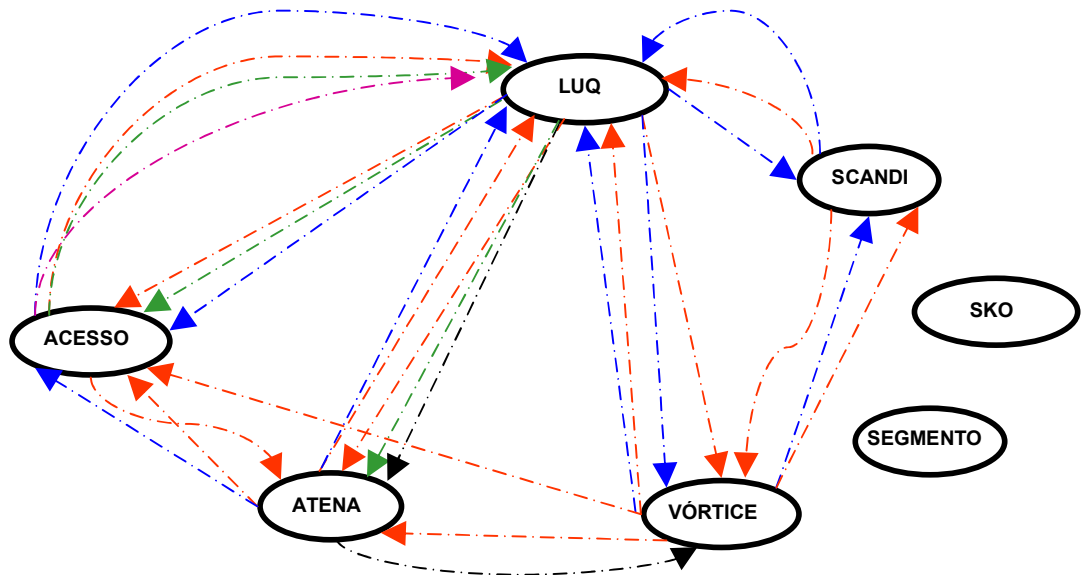 LUQ
SCANDI
SKO
ACESSO
SEGMENTO
ATENA
VÓRTICE